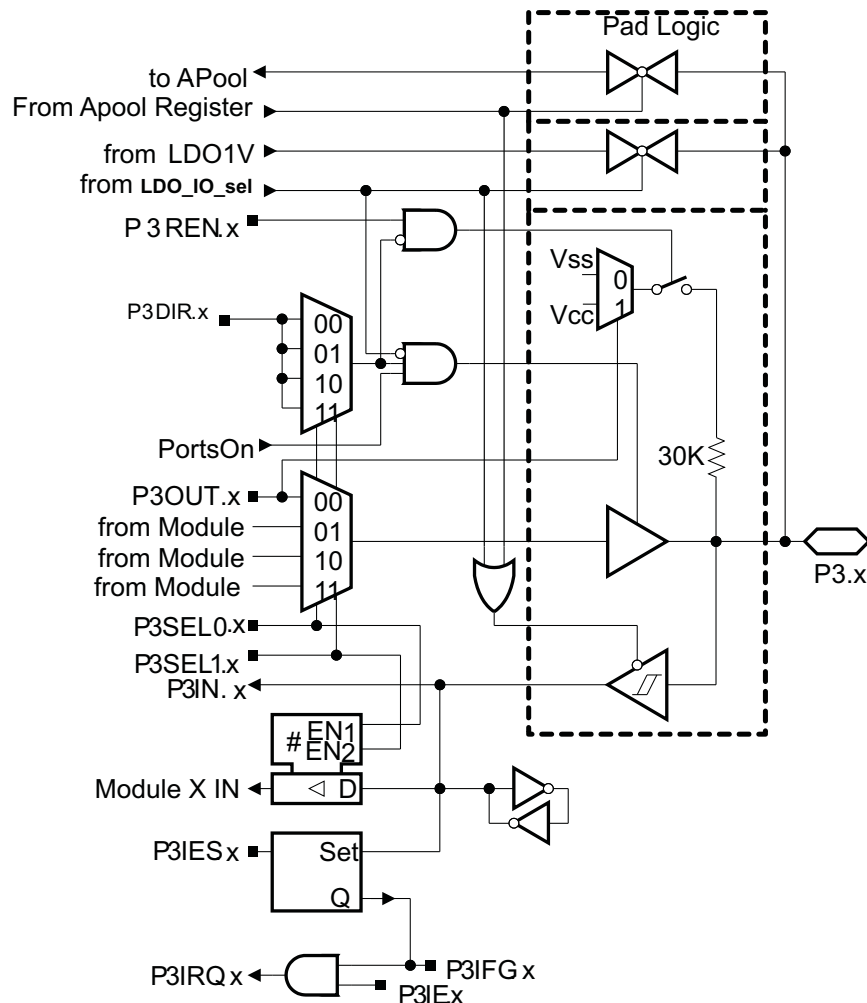 Pad Logic
to APool
From Apool Register
from LDO1V
from LDO_IO_sel
P 3 REN. x
Vss
0
1
Vcc
P3DIR.x
00
01
10
11
PortsOn
30K
P3OUT. x
00
from Module
01
from Module
10
from Module
11
P3.x
P3SEL0. x
P3SEL1. x
P3IN. x
EN1
# EN2
Module X IN
D
P3IES x
Set
Q
P3IRQ x
P3IFG x
P3IE x